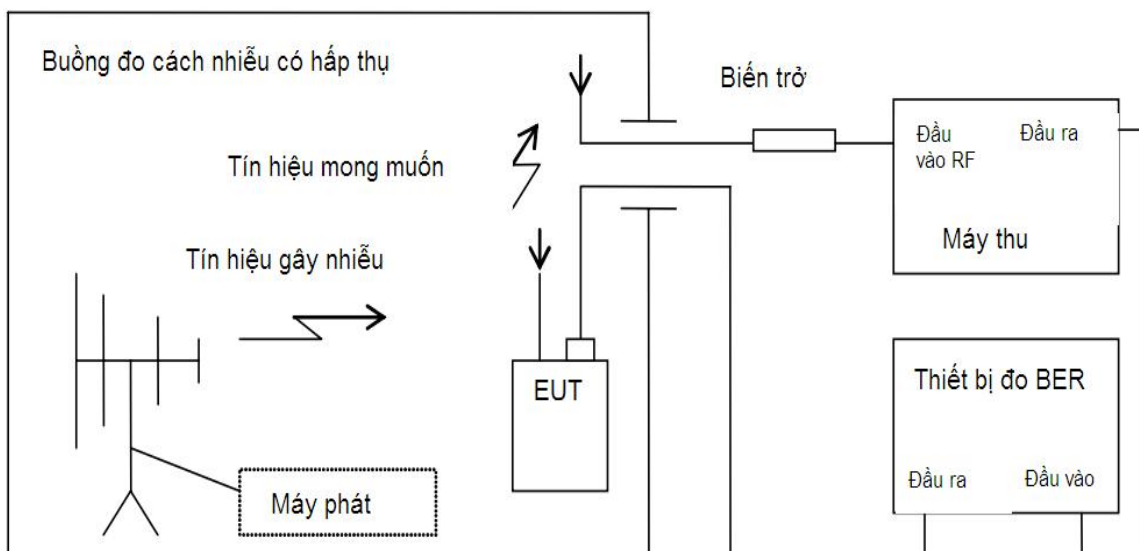 Buồng đo cách nhiễu có hấp thụ
Biến trở
Đầu
vào RF
Đầu ra
Tín hiệu mong muốn
Máy thu
Tín hiệu gây nhiễu
EUT
Thiết bị đo BER
Đầu ra
Đầu vào
Máy phát